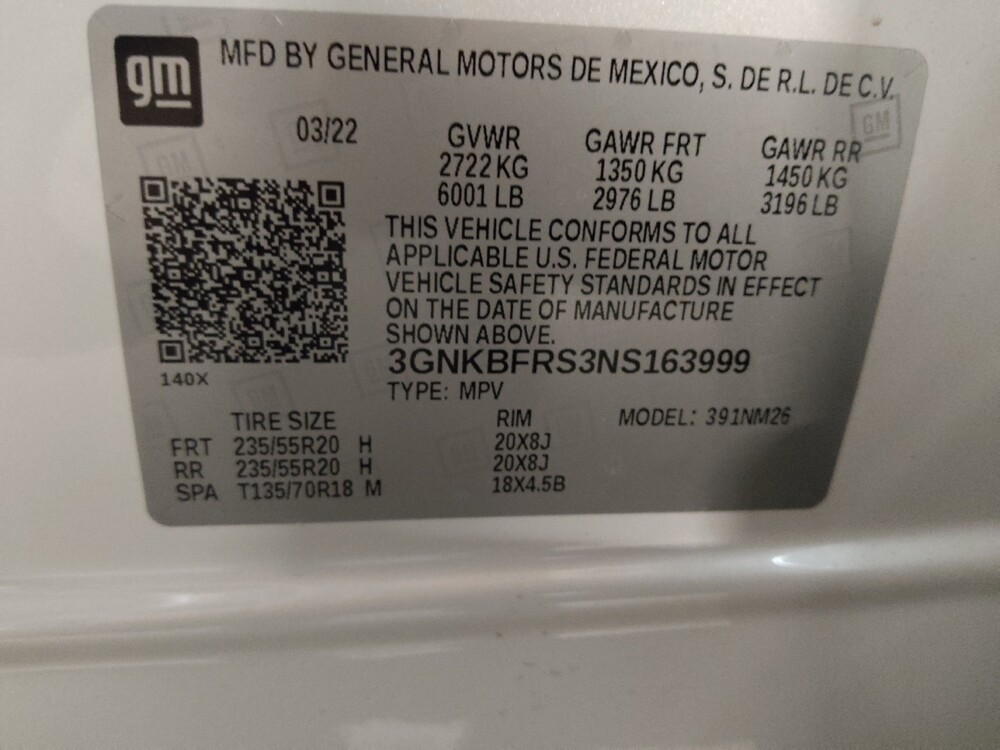 gm MFD BY GENERAL MOTORS DE MEXICO, S. DE R.L. DE C.V.
03/22 GVWR GAWR FRT GAWR RR
2722 KG 1350 KG 1450 KG
6001 LB 2976 LB 3196 LB
THIS VEHICLE CONFORMS TO ALL
APPLICABLE U.S. FEDERAL MOTOR
VEHICLE SAFETY STANDARDS IN EFFECT
ON THE DATE OF MANUFACTURE
SHOWN ABOVE.
3GNKBFRS3NS163999
140X TYPE: MPV
TIRE SIZE RIM MODEL: 391NM26
FRT 235/55R20 H 20X8J
RR 235/55R20 H 20X8J
SPA T135/70R18 M 18X4.5B
GM
GM